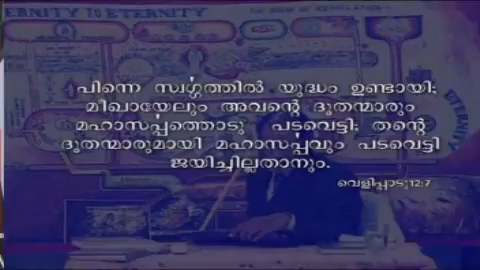 ERNITY TO ETERNITY
പിന്നെ സ്വർഗ്ഗത്തിൽ യുദ്ധം ഉണ്ടായി;
മീഖായേലും അവന്റെ ദൂതന്മാരും
മഹാസർപ്പത്തൊടു പടവെട്ടി; തന്റെ
ദൂതന്മാരുമായി മഹാസർപ്പവും പടവെട്ടി
ജയിച്ചില്ലതാനും.
വെളിപ്പാടു12:7
ETERNITY